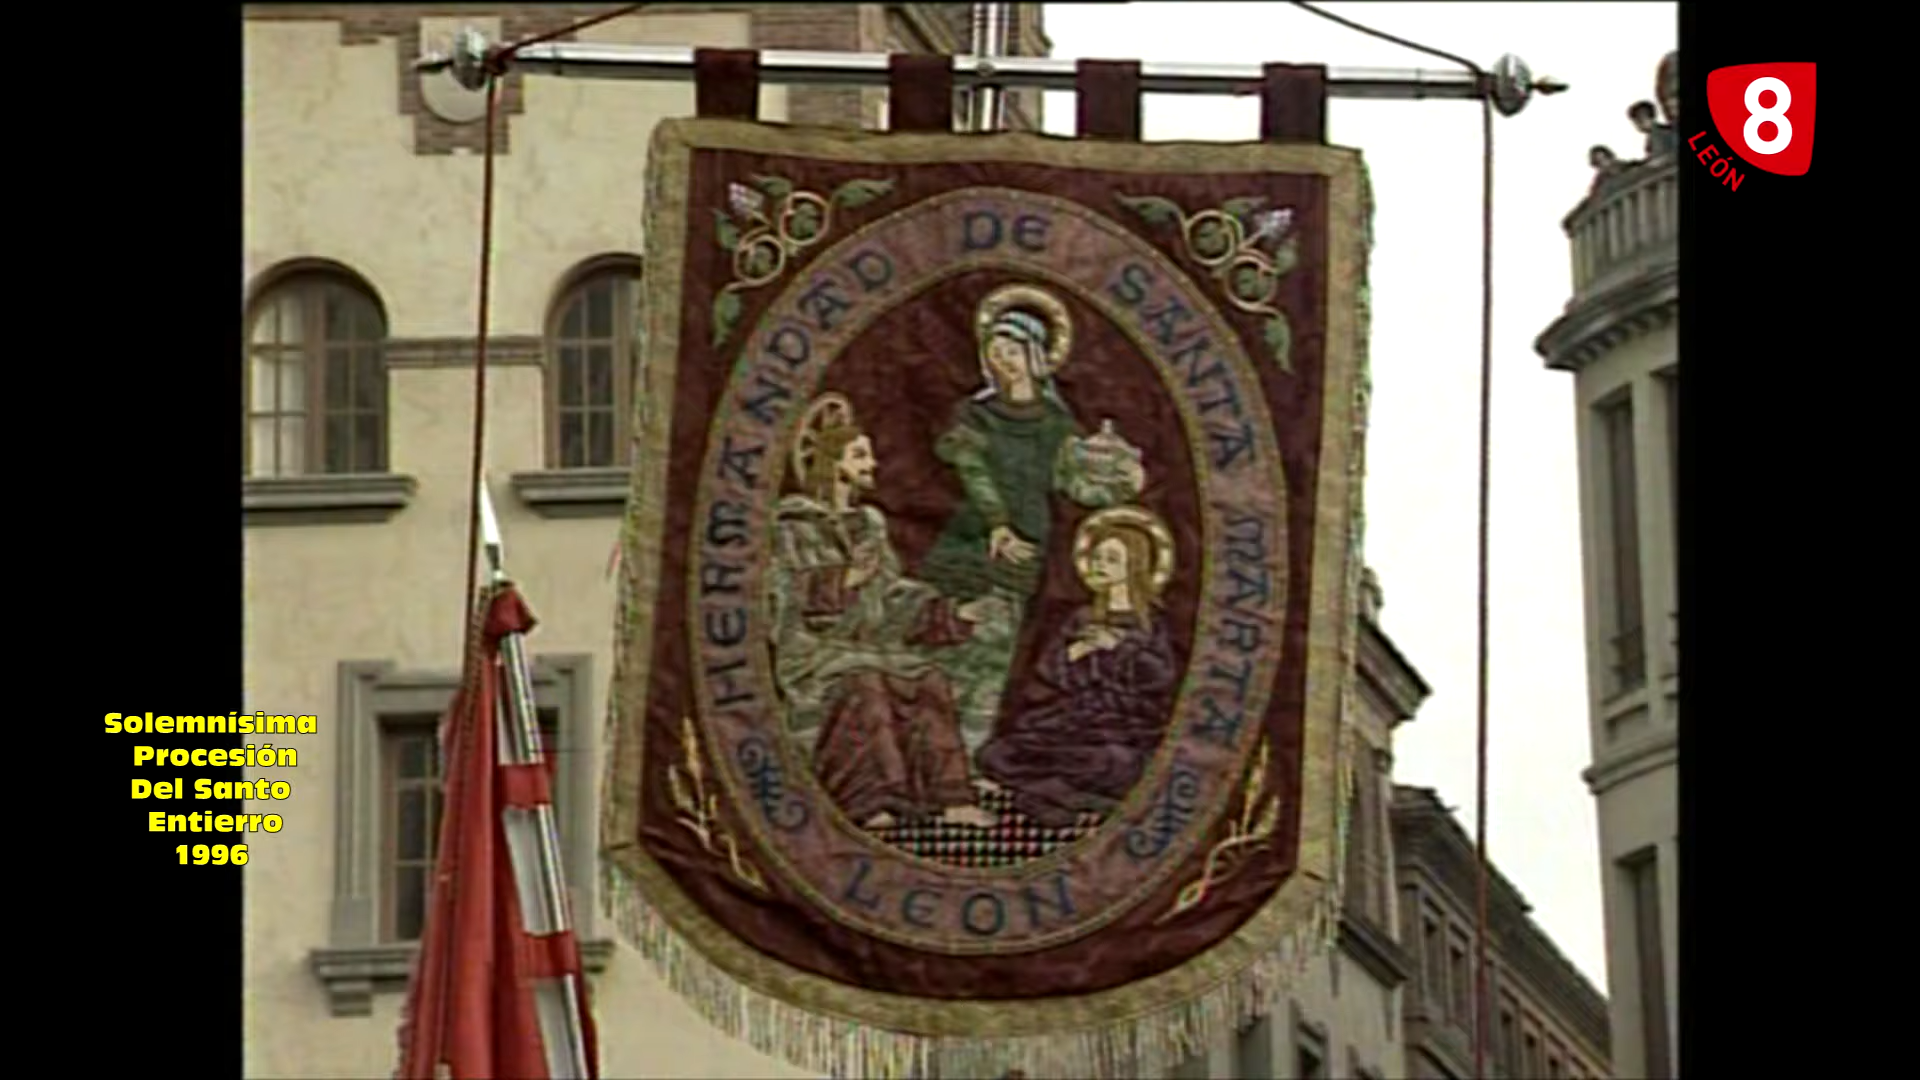 8
LEÓN
HERMANDAD DE SANTA MARTA
LEON
Solemnísima
Procesión
Del Santo
Entierro
1996